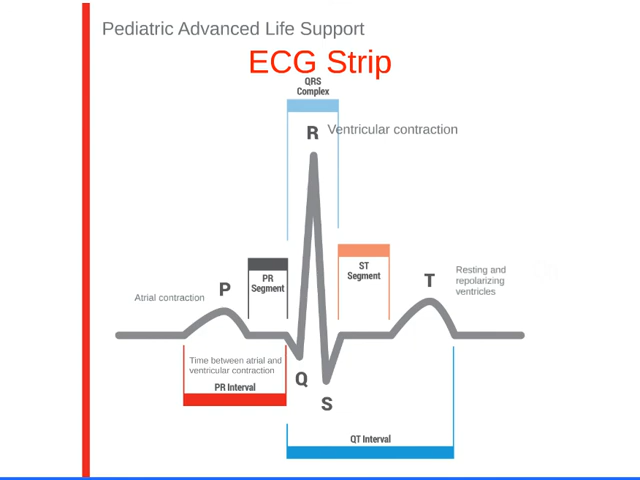 Pediatric Advanced Life Support
ECG Strip
QRS
Complex
R
Ventricular contraction
PR
Segment
ST
Segment
P
T
Resting and
repolarizing
ventricles
Atrial contraction
Time between atrial and
ventricular contraction
PR Interval
Q
S
QT Interval